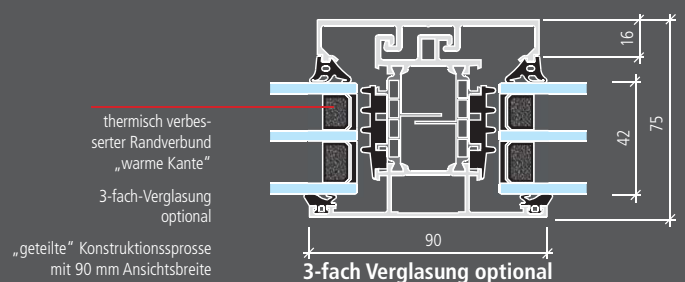 thermisch verbes-
serter Randverbund
„warme Kante“
3-fach-Verglasung
optional
„geteilte“ Konstruktionssprosse
mit 90 mm Ansichtsbreite
16
42
75
90
3-fach Verglasung optional